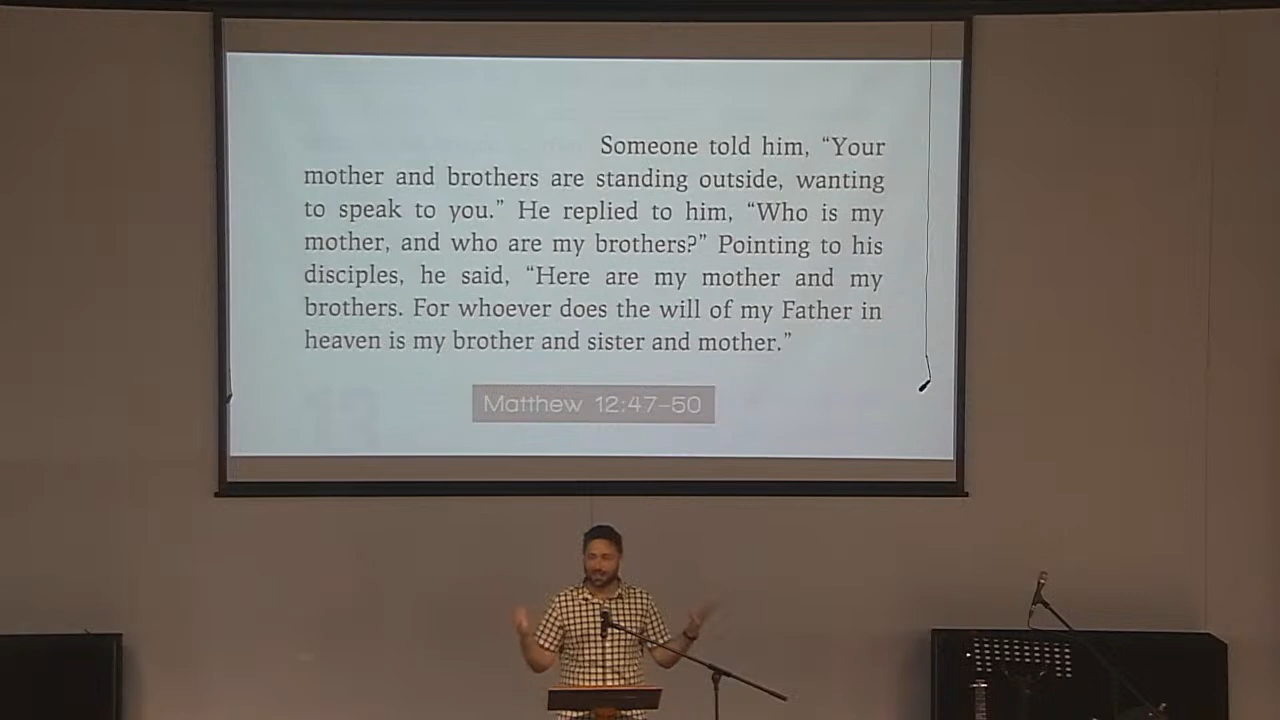 Someone told him, “Your
mother and brothers are standing outside, wanting
to speak to you.” He replied to him, “Who is my
mother, and who are my brothers?” Pointing to his
disciples, he said, “Here are my mother and my
brothers. For whoever does the will of my Father in
heaven is my brother and sister and mother.”
Matthew 12:47–50